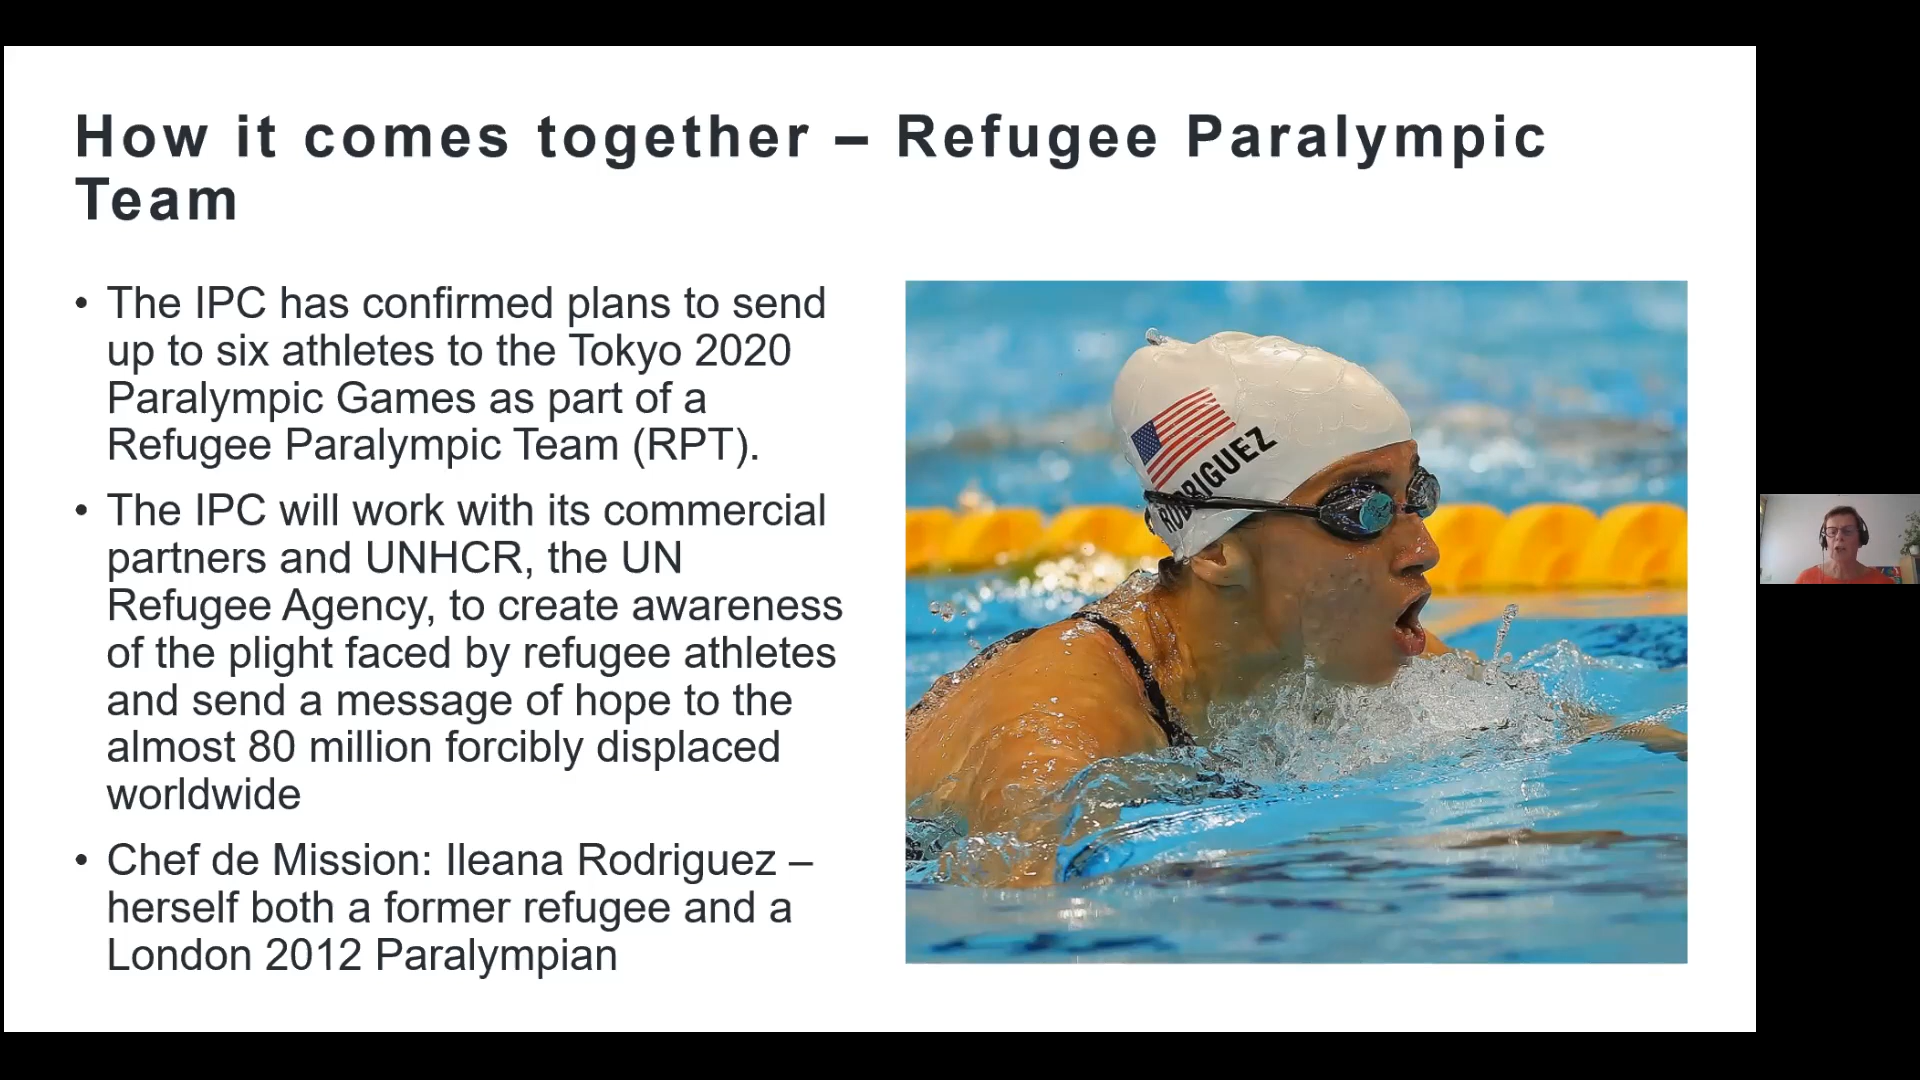 How it comes together – Refugee Paralympic
Team
• The IPC has confirmed plans to send
up to six athletes to the Tokyo 2020
Paralympic Games as part of a
Refugee Paralympic Team (RPT).
• The IPC will work with its commercial
partners and UNHCR, the UN
Refugee Agency, to create awareness
of the plight faced by refugee athletes
and send a message of hope to the
almost 80 million forcibly displaced
worldwide
• Chef de Mission: Ileana Rodriguez –
herself both a former refugee and a
London 2012 Paralympian
RODRIGUEZ